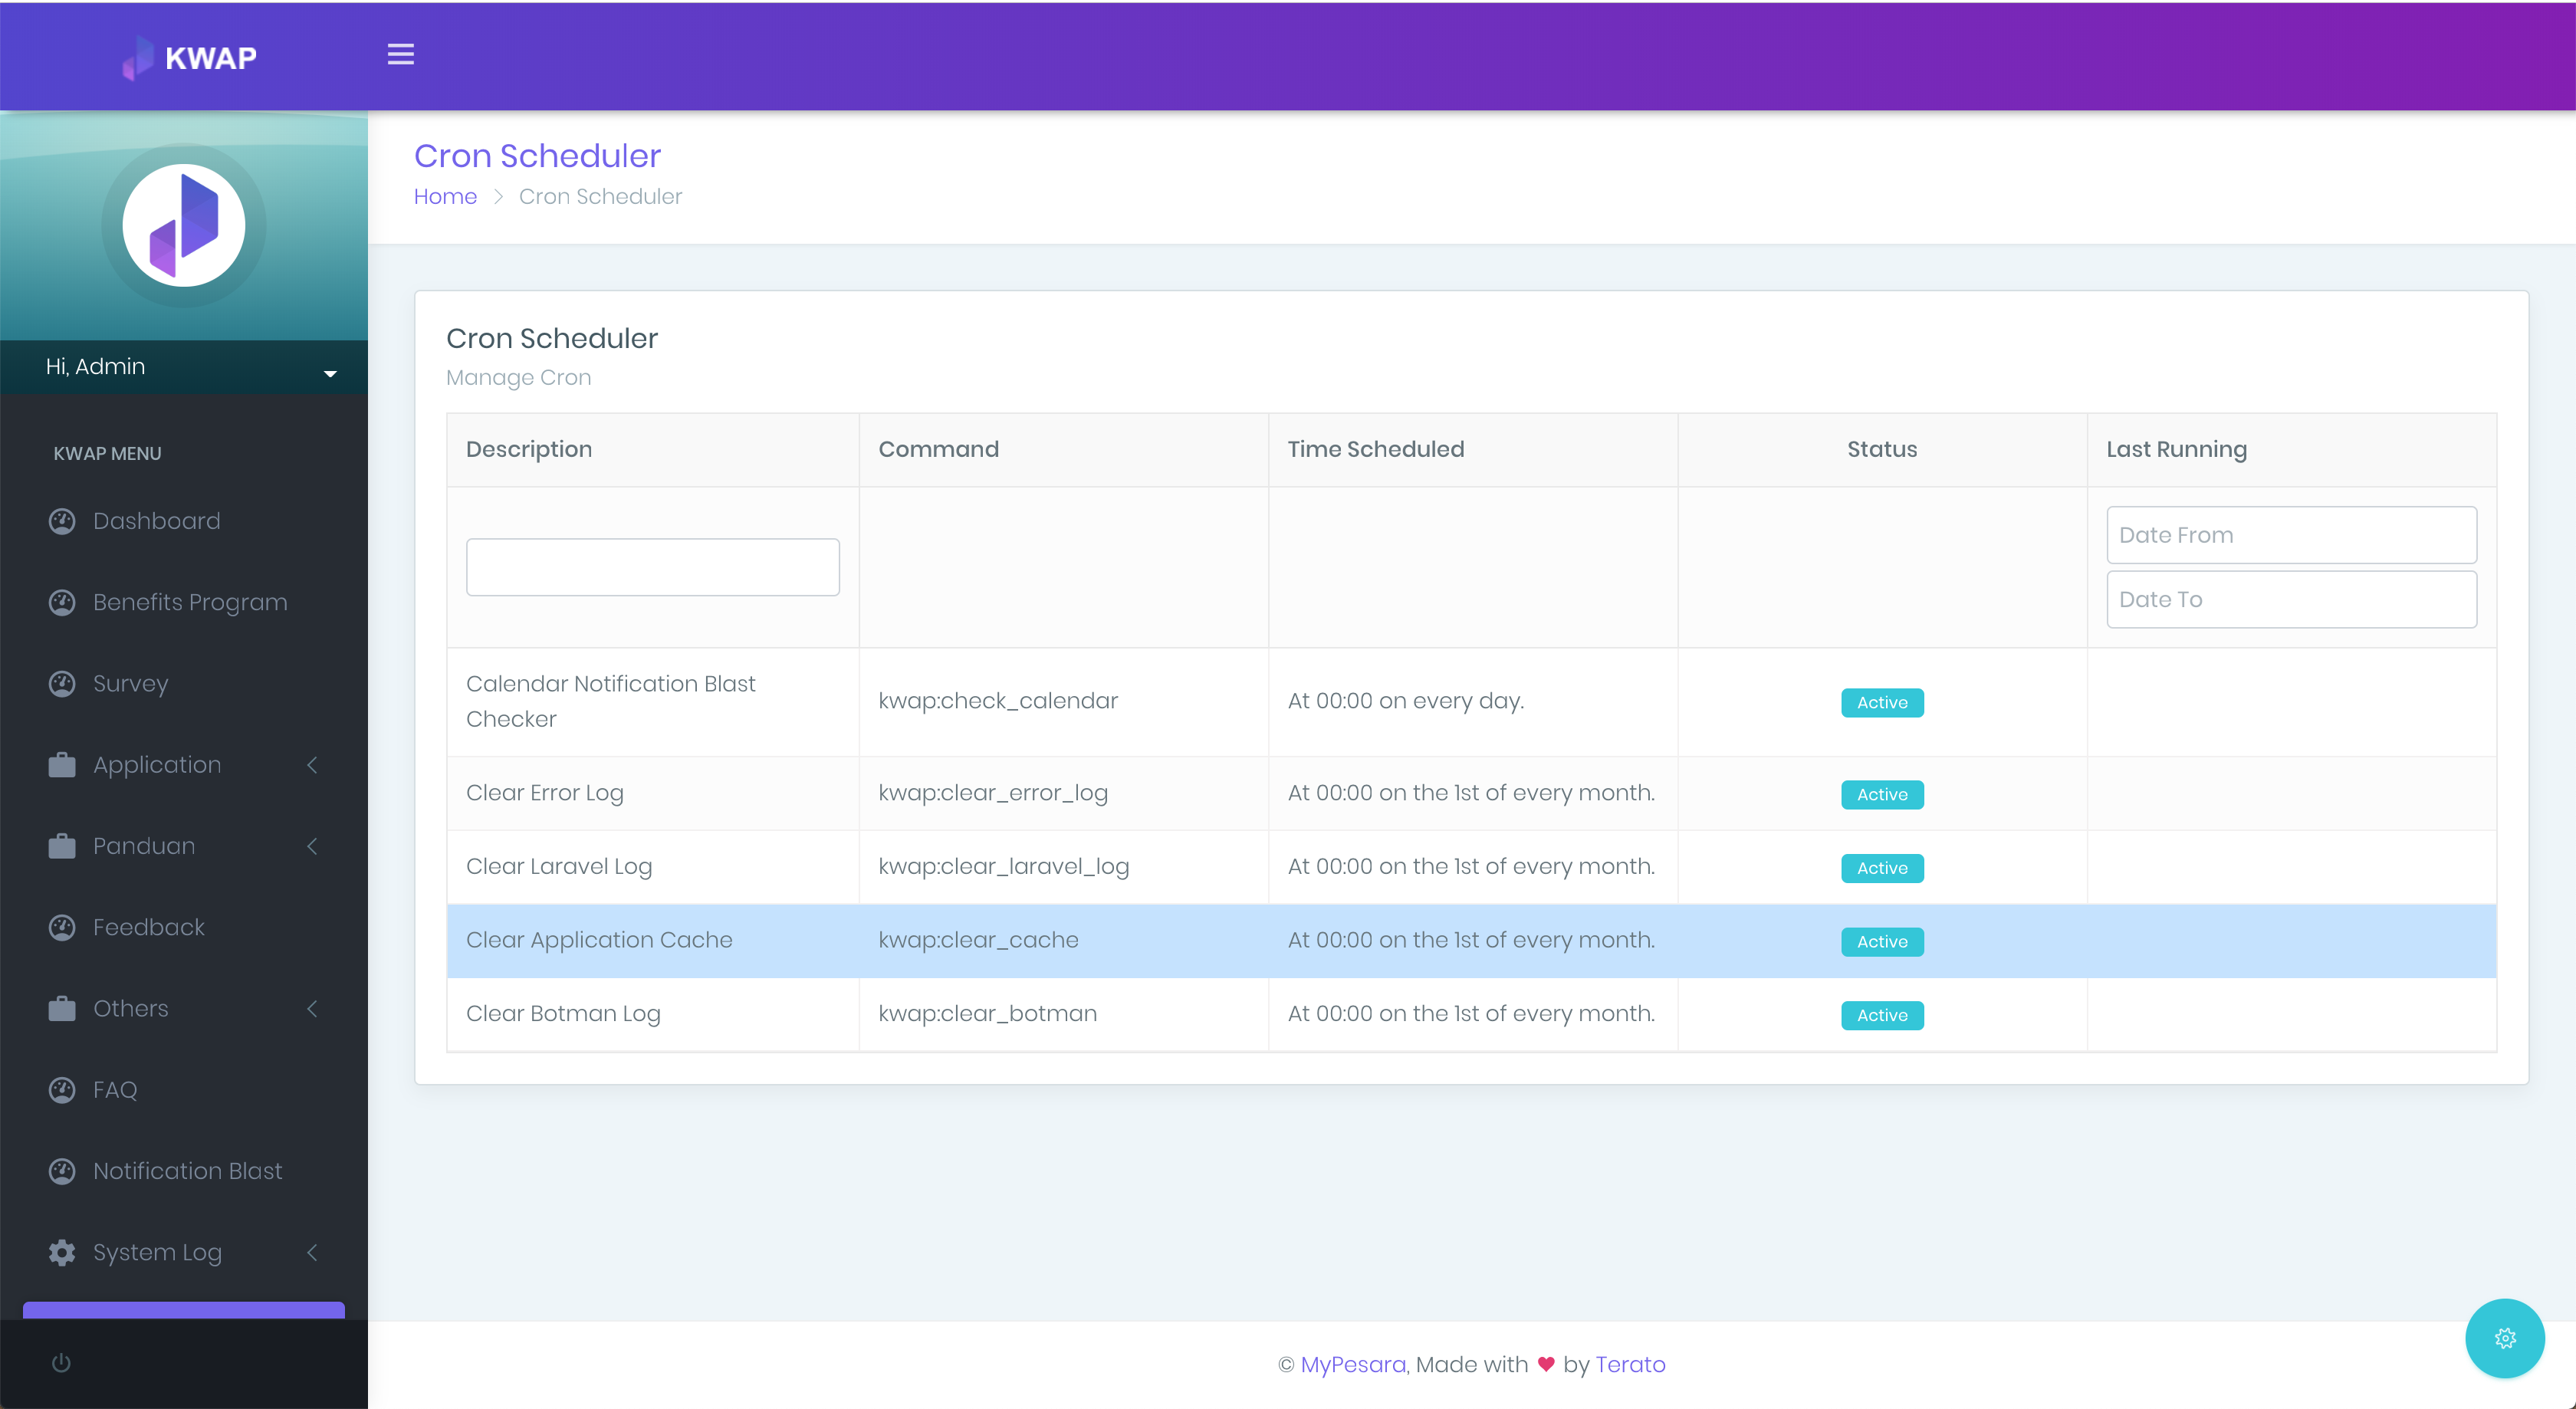 KWAP
Hi, Admin
KWAP MENU
Dashboard
Benefits Program
Survey
Application
Panduan
Feedback
Others
FAQ
Notification Blast
System Log
Cron Scheduler
Home > Cron Scheduler
Cron Scheduler
Manage Cron
Description Command Time Scheduled Status Last Running
Date From
Date To
Calendar Notification Blast
Checker
kwap:check_calendar At 00:00 on every day. Active
Clear Error Log kwap:clear_error_log At 00:00 on the 1st of every month. Active
Clear Laravel Log kwap:clear_laravel_log At 00:00 on the 1st of every month. Active
Clear Application Cache kwap:clear_cache At 00:00 on the 1st of every month. Active
Clear Botman Log kwap:clear_botman At 00:00 on the 1st of every month. Active
© MyPesara, Made with ♥ by Terato